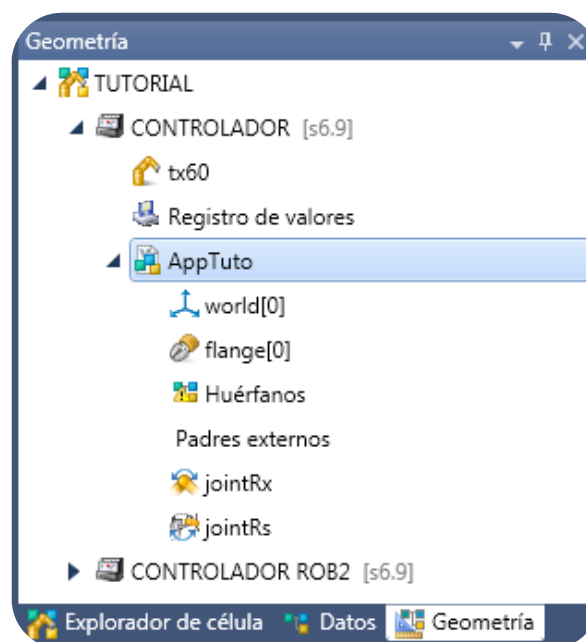 Geometría
TUTORIAL
CONTROLADOR [s6.9]
tx60
Registro de valores
AppTuto
world[0]
flange[0]
Huérfanos
Padres externos
jointRx
jointRs
CONTROLADOR ROB2 [s6.9]
Explorador de célula Datos Geometría